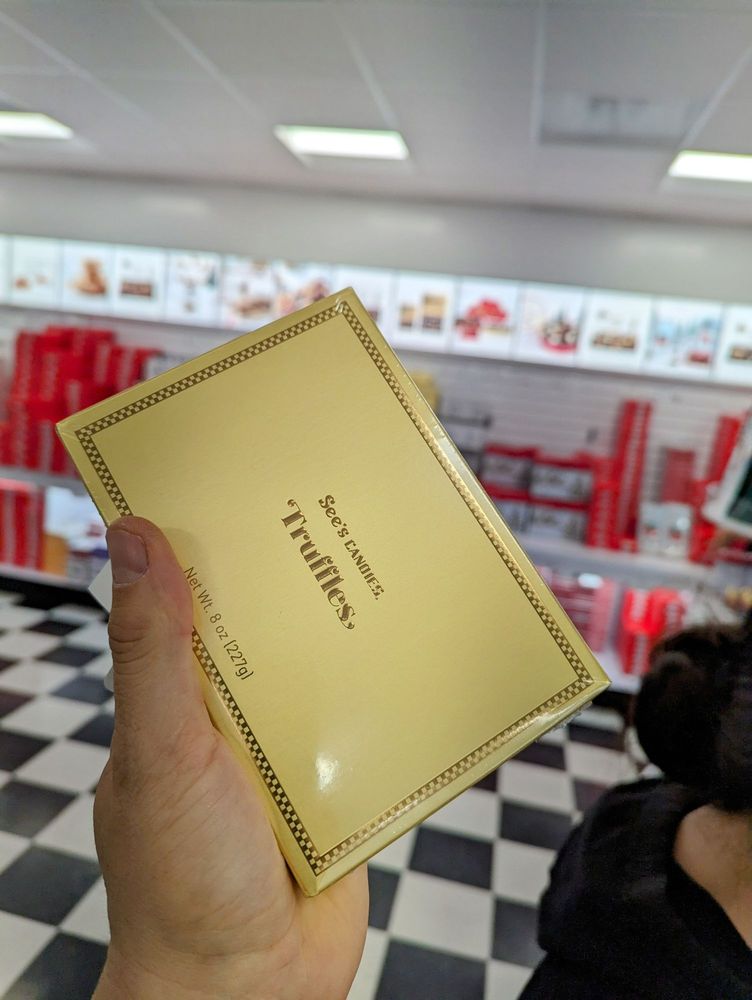 See's CANDIES.
Truffles
Net Wt. 8 oz (227g)